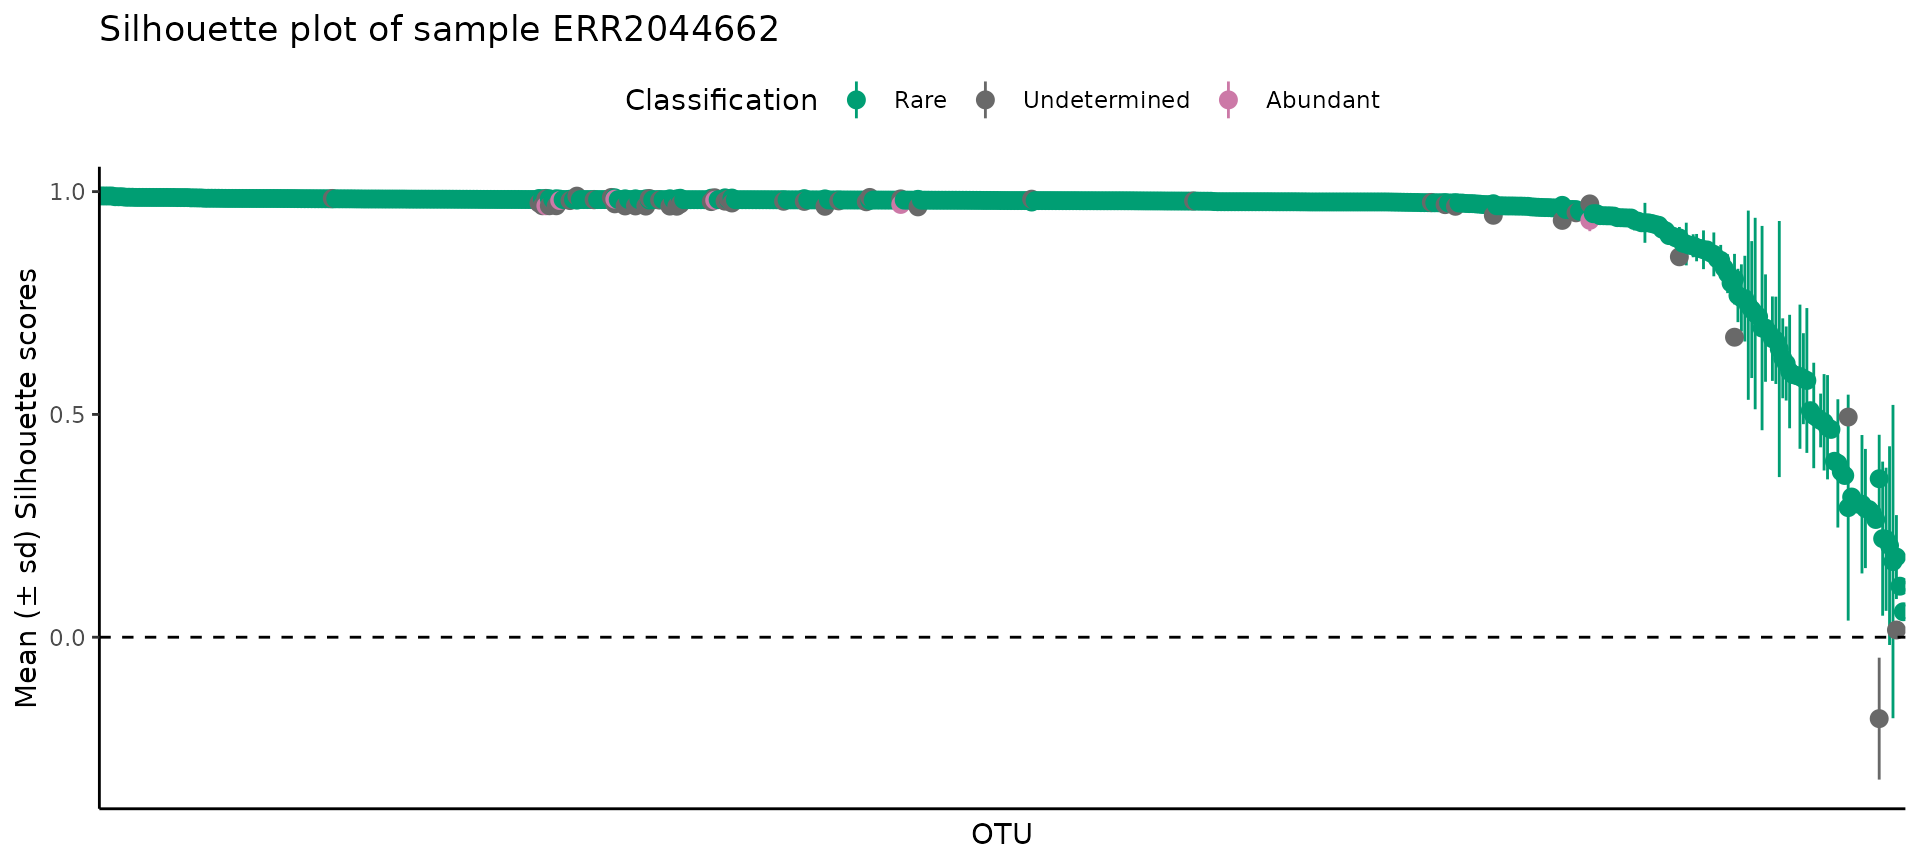 Silhouette plot of sample ERR2044662
Classification Rare Undetermined Abundant
1.0
0.5
0.0
Mean (± sd) Silhouette scores
OTU